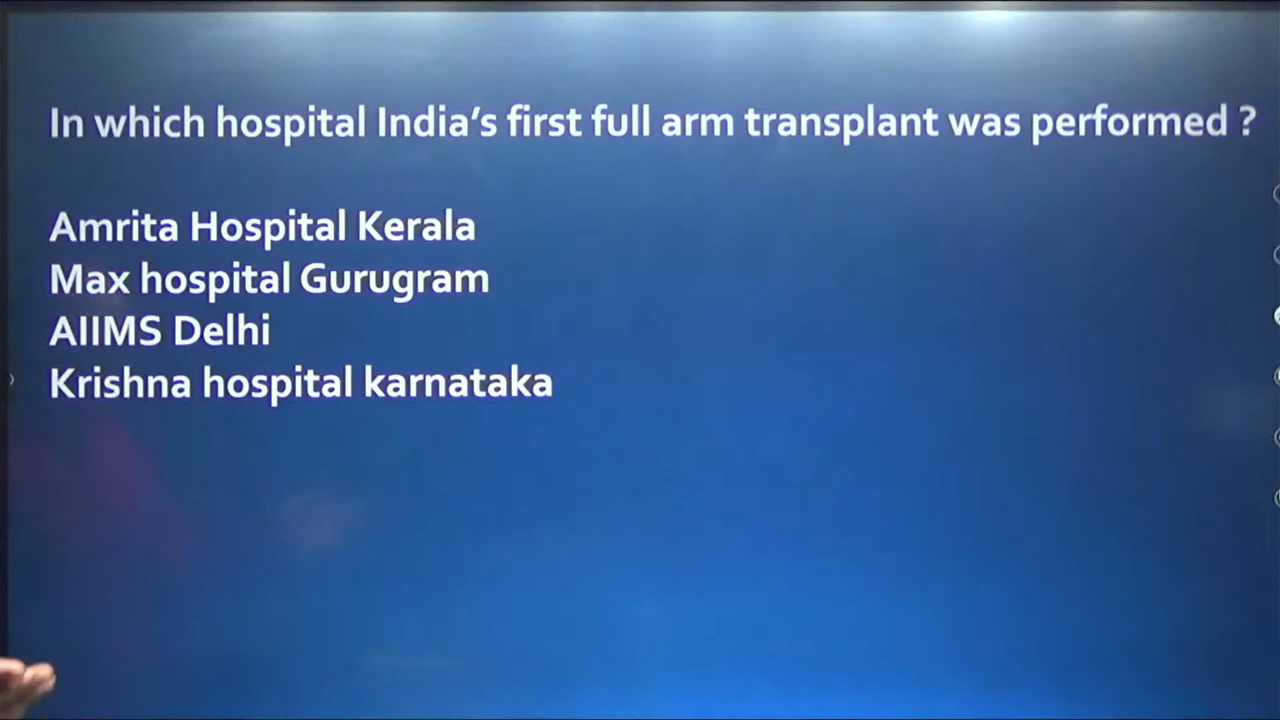 In which hospital India's first full arm transplant was performed ?
Amrita Hospital Kerala
Max hospital Gurugram
AIIMS Delhi
Krishna hospital karnataka